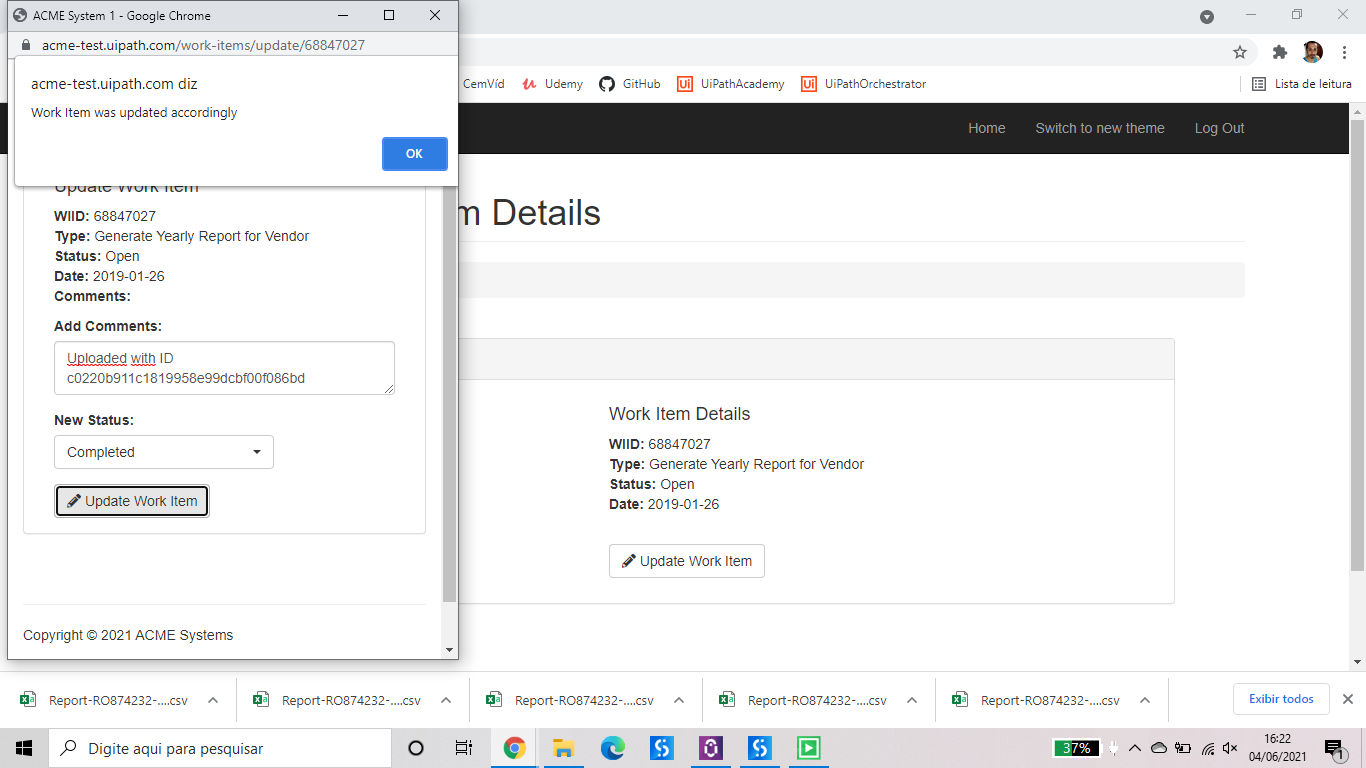 ACME System 1 - Google Chrome
acme-test.uipath.com/work-items/update/68847027
acme-test.uipath.com diz
Work Item was updated accordingly
OK
CemVíd
Udemy
GitHub
UiPathAcademy
UiPathOrchestrator
Lista de leitura
Home
Switch to new theme
Log Out
Update Work Item
WIID: 68847027
Type: Generate Yearly Report for Vendor
Status: Open
Date: 2019-01-26
Comments:
Add Comments:
Uploaded with ID
c0220b911c1819958e99dcbf00f086bd
New Status:
Completed
Update Work Item
Copyright © 2021 ACME Systems
m Details
Work Item Details
WIID: 68847027
Type: Generate Yearly Report for Vendor
Status: Open
Date: 2019-01-26
Update Work Item
Report-RO874232-....csv
Report-RO874232-....csv
Report-RO874232-....csv
Report-RO874232-....csv
Report-RO874232-....csv
Exibir todos
Digite aqui para pesquisar
37%
16:22
04/06/2021
1